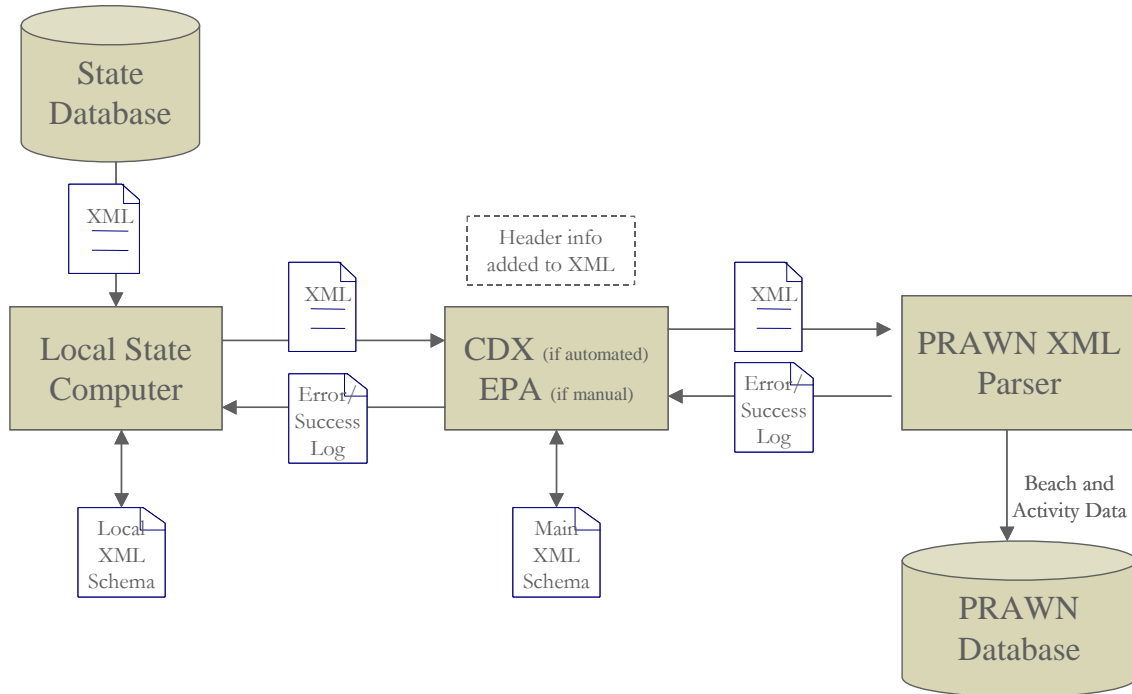 State
Database
XML
Header info
added to XML
XML
XML
Local State
Computer
CDX (if automated)
EPA (if manual)
PRAWN XML
Parser
Error/
Success
Log
Error/
Success
Log
Beach and
Activity Data
Local
XML
Schema
Main
XML
Schema
PRAWN
Database